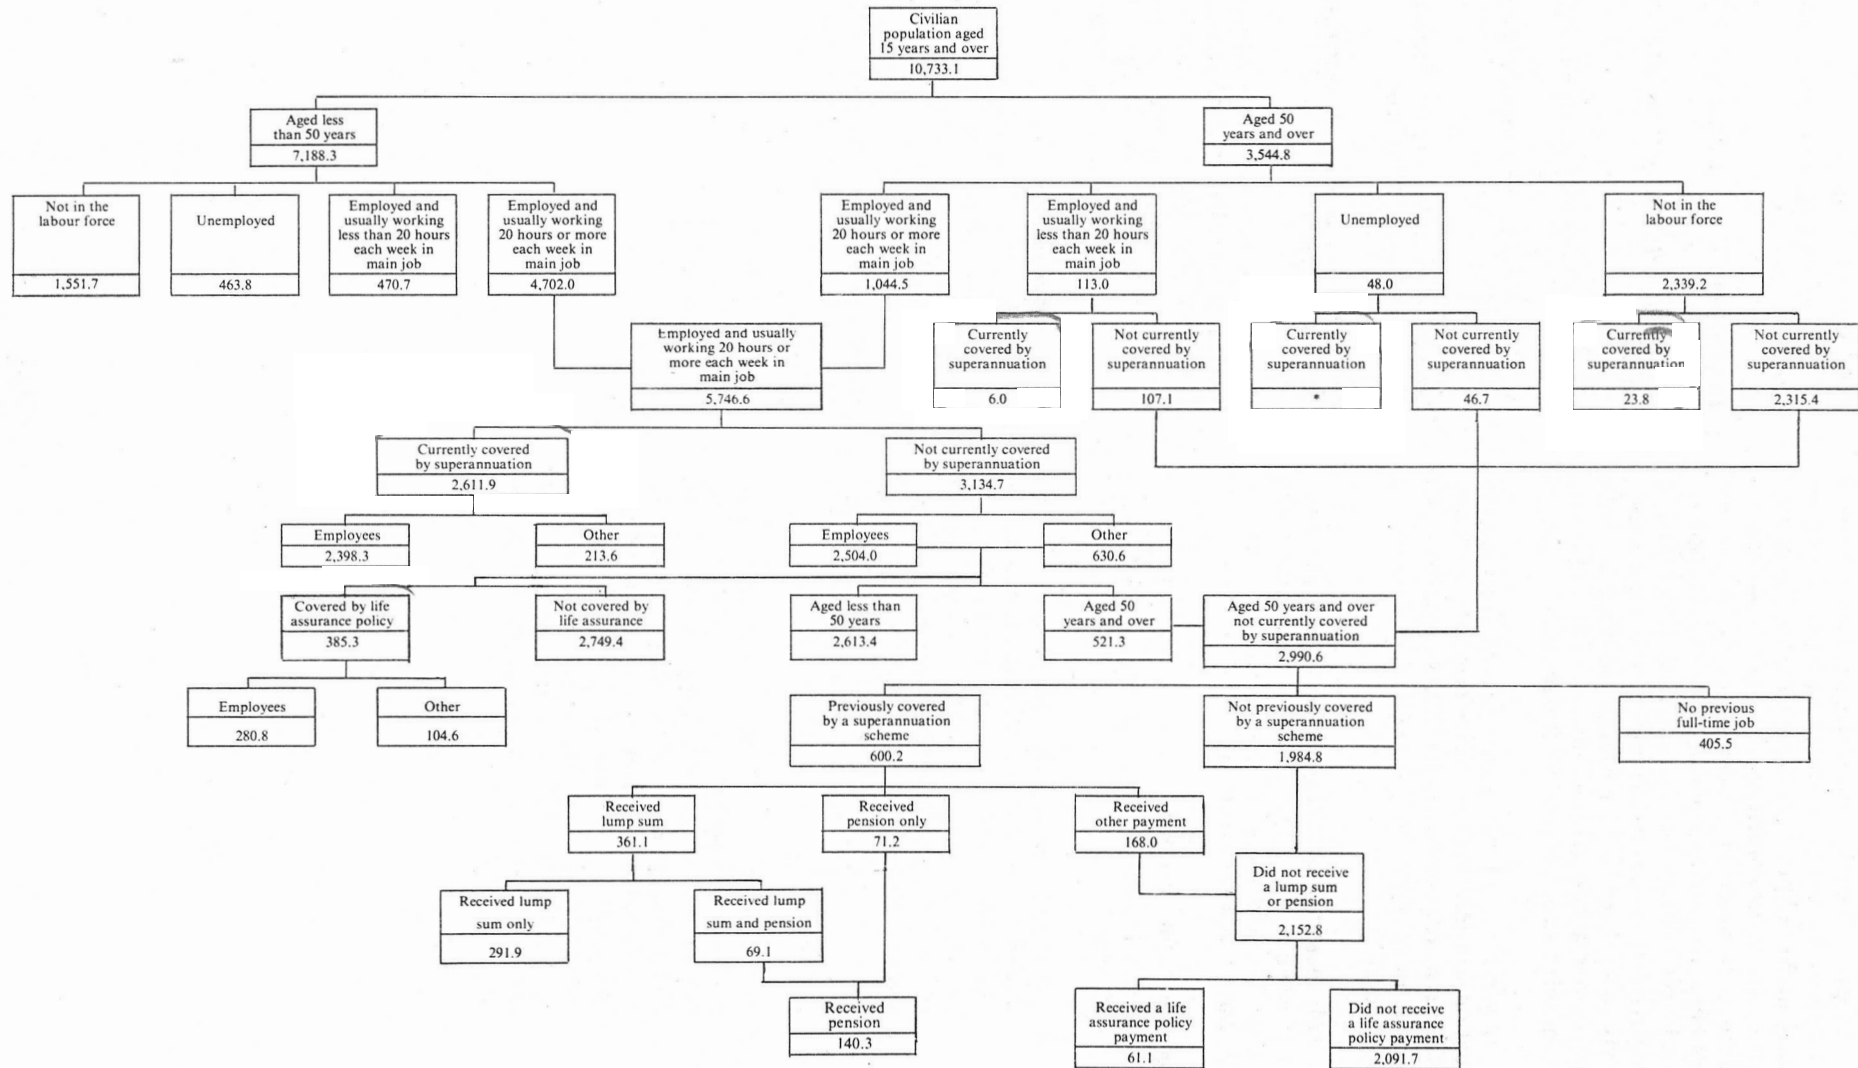 Civilian
population aged
15 years and over
10,733.1
Aged less
than 50 years
7,188.3
Aged 50
years and over
3,544.8
Not in the
labour force
1,551.7
Unemployed
463.8
Employed and
usually working
less than 20 hours
each week in
main job
470.7
Employed and
usually working
20 hours or more
each week in
main job
4,702.0
Employed and
usually working
20 hours or more
each week in
main job
1,044.5
Employed and
usually working
less than 20 hours
each week in
main job
113.0
Unemployed
48.0
Not in the
labour force
2,339.2
Employed and usually
working 20 hours or
more each week in
main job
5,746.6
Currently
covered by
superannuation
6.0
Not currently
covered by
superannuation
107.1
Currently
covered by
superannuation
*
Not currently
covered by
superannuation
46.7
Currently
covered by
superannuation
23.8
Not currently
covered by
superannuation
2,315.4
Currently covered
by superannuation
2,611.9
Not currently covered
by superannuation
3,134.7
Employees
2,398.3
Other
213.6
Employees
2,504.0
Other
630.6
Covered by life
assurance policy
385.3
Not covered by
life assurance
2,749.4
Aged less than
50 years
2,613.4
Aged 50
years and over
521.3
Aged 50 years and over
not currently covered
by superannuation
2,990.6
Employees
280.8
Other
104.6
Previously covered
by a superannuation
scheme
600.2
Not previously covered
by a superannuation
scheme
1,984.8
No previous
full-time job
405.5
Received
lump sum
361.1
Received
pension only
71.2
Received
other payment
168.0
Did not receive
a lump sum
or pension
2,152.8
Received lump
sum only
291.9
Received lump
sum and pension
69.1
Received
pension
140.3
Received a life
assurance policy
payment
61.1
Did not receive
a life assurance
policy payment
2,091.7